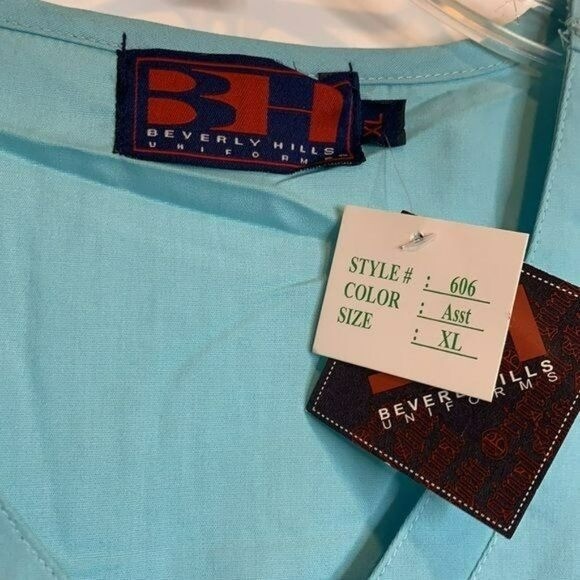 BH
BEVERLY HILLS
UNIFORMS
XL
STYLE # : 606
COLOR : Asst
SIZE : XL
BEVERLY HILLS
UNIFORMS